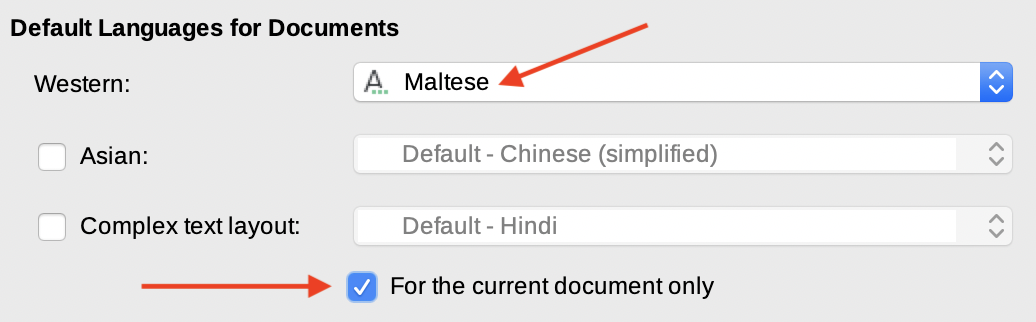 Default Languages for Documents
Western: Maltese
Asian: Default - Chinese (simplified)
Complex text layout: Default - Hindi
For the current document only